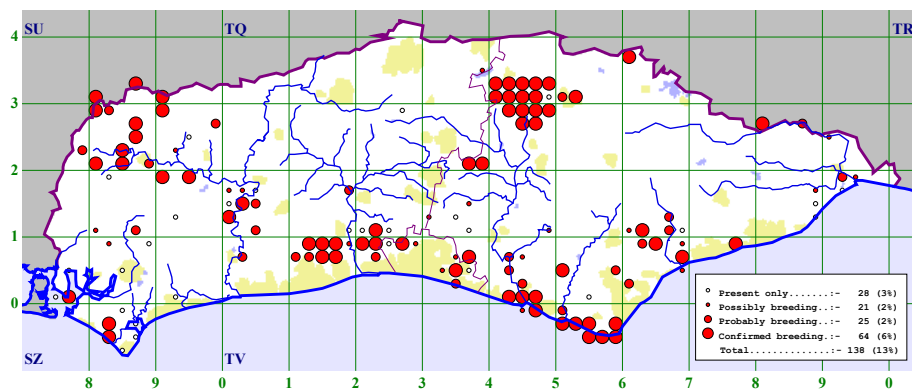 SU TQ TR
4
3
2
1
0
Present only.......:- 28 (3%)
Possibly breeding..:- 21 (2%)
Probably breeding..:- 25 (2%)
Confirmed breeding.:- 64 (6%)
Total..............:- 138 (13%)
SZ TV
8 9 0 1 2 3 4 5 6 7 8 9 0